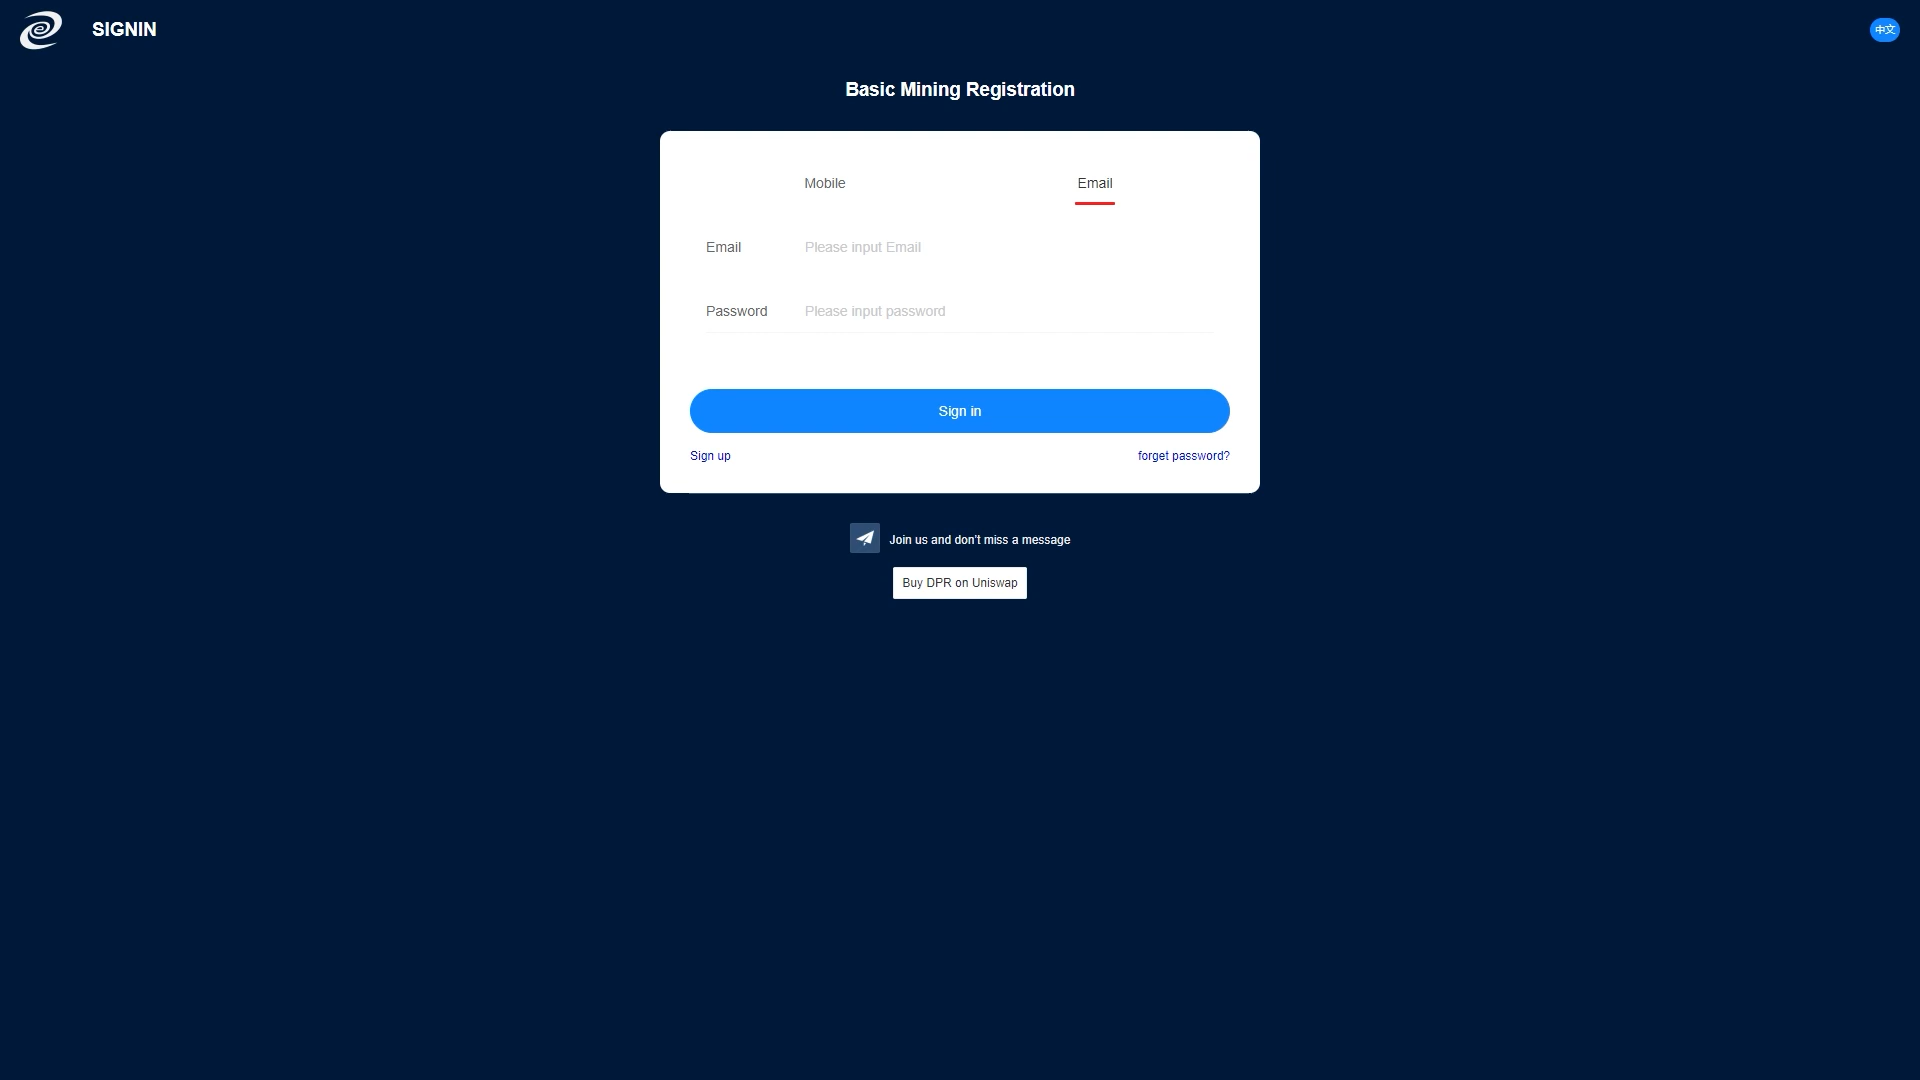 SIGNIN
中文
Basic Mining Registration
Mobile
Email
Email
Please input Email
Password
Please input password
Sign in
Sign up
forget password?
Join us and don't miss a message
Buy DPR on Uniswap